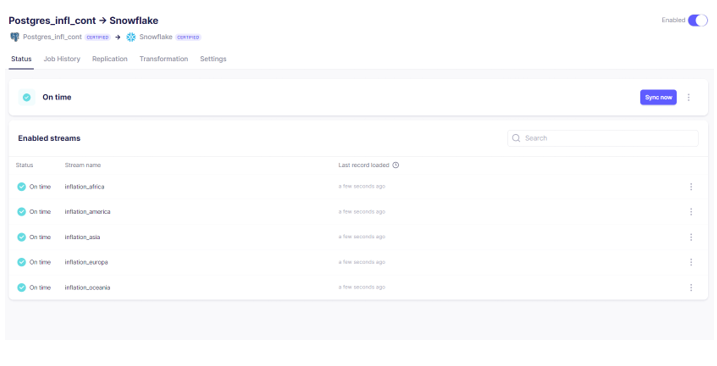 Postgres_infl_cont → Snowflake
Enabled
Postgres_infl_cont CERTIFIED → Snowflake CERTIFIED
Status Job History Replication Transformation Settings
On time
Sync now
Enabled streams
Search
Status Stream name Last record loaded
On time inflation_africa a few seconds ago
On time inflation_america a few seconds ago
On time inflation_asia a few seconds ago
On time inflation_europa a few seconds ago
On time inflation_oceania a few seconds ago